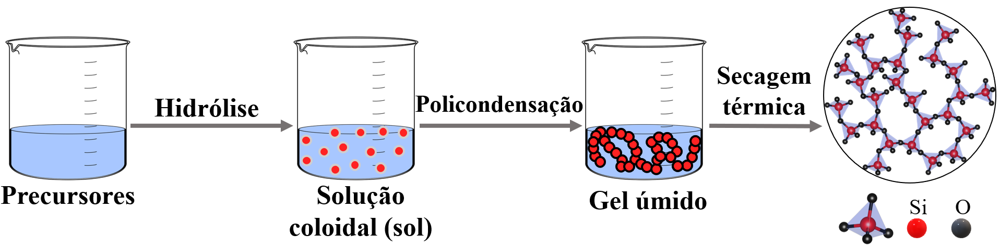 Precursores
Hidrólise
Solução
coloidal (sol)
Policondensação
Gel úmido
Secagem
térmica
Si
O